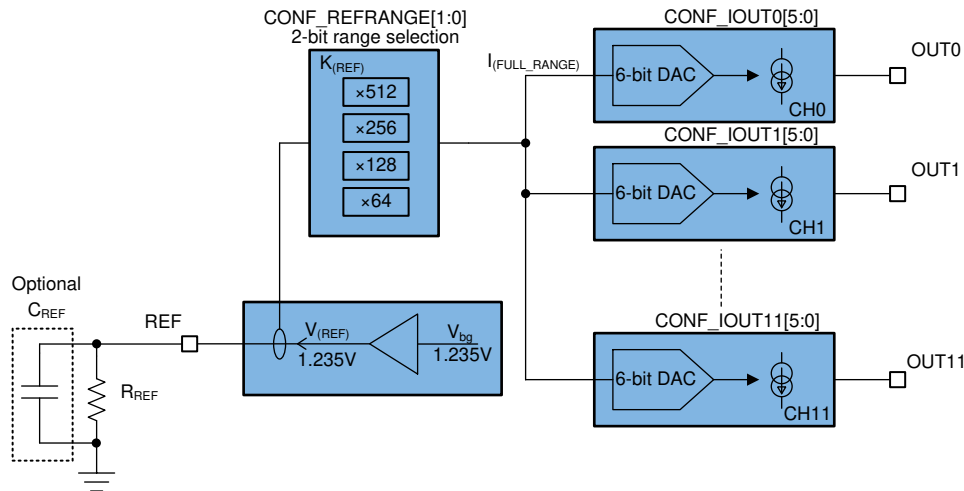 CONF_REFRANGE[1:0]
2-bit range selection
K(REF)
×512
×256
×128
×64
I(FULL_RANGE)
CONF_IOUT0[5:0]
6-bit DAC
CH0
OUT0
CONF_IOUT1[5:0]
6-bit DAC
CH1
OUT1
CONF_IOUT11[5:0]
6-bit DAC
CH11
OUT11
Optional
CREF
RREF
REF
V(REF)
1.235V
Vbg
1.235V